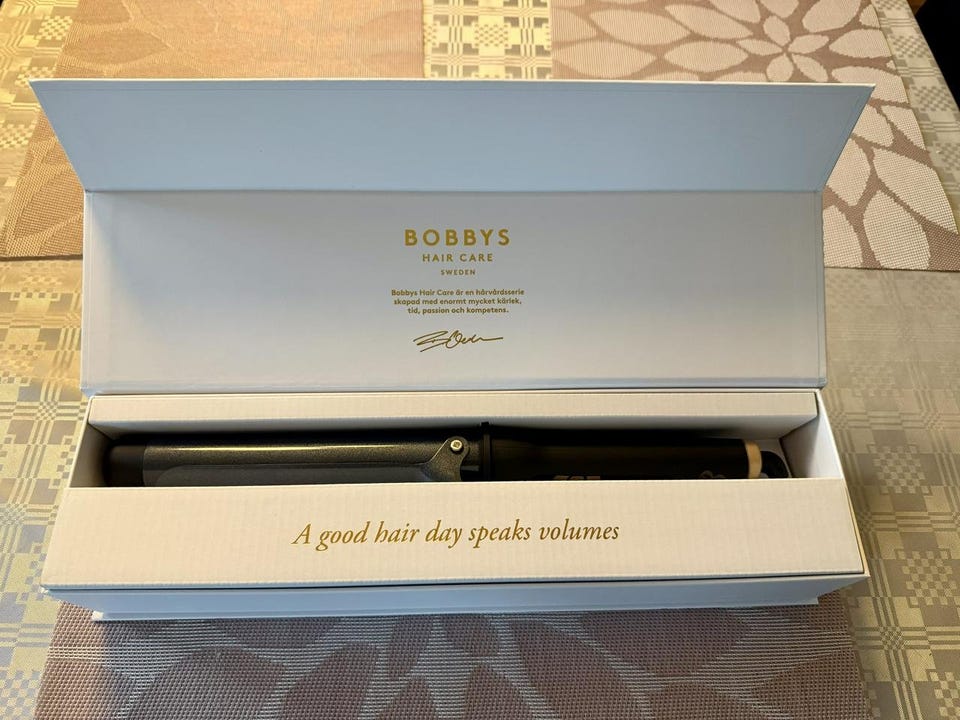 BOBBYS
HAIR CARE
SWEDEN
Bobbys Hair Care är en hårvårdsserie
skapad med enormt mycket kärlek,
tid, passion och kompetens.
A good hair day speaks volumes